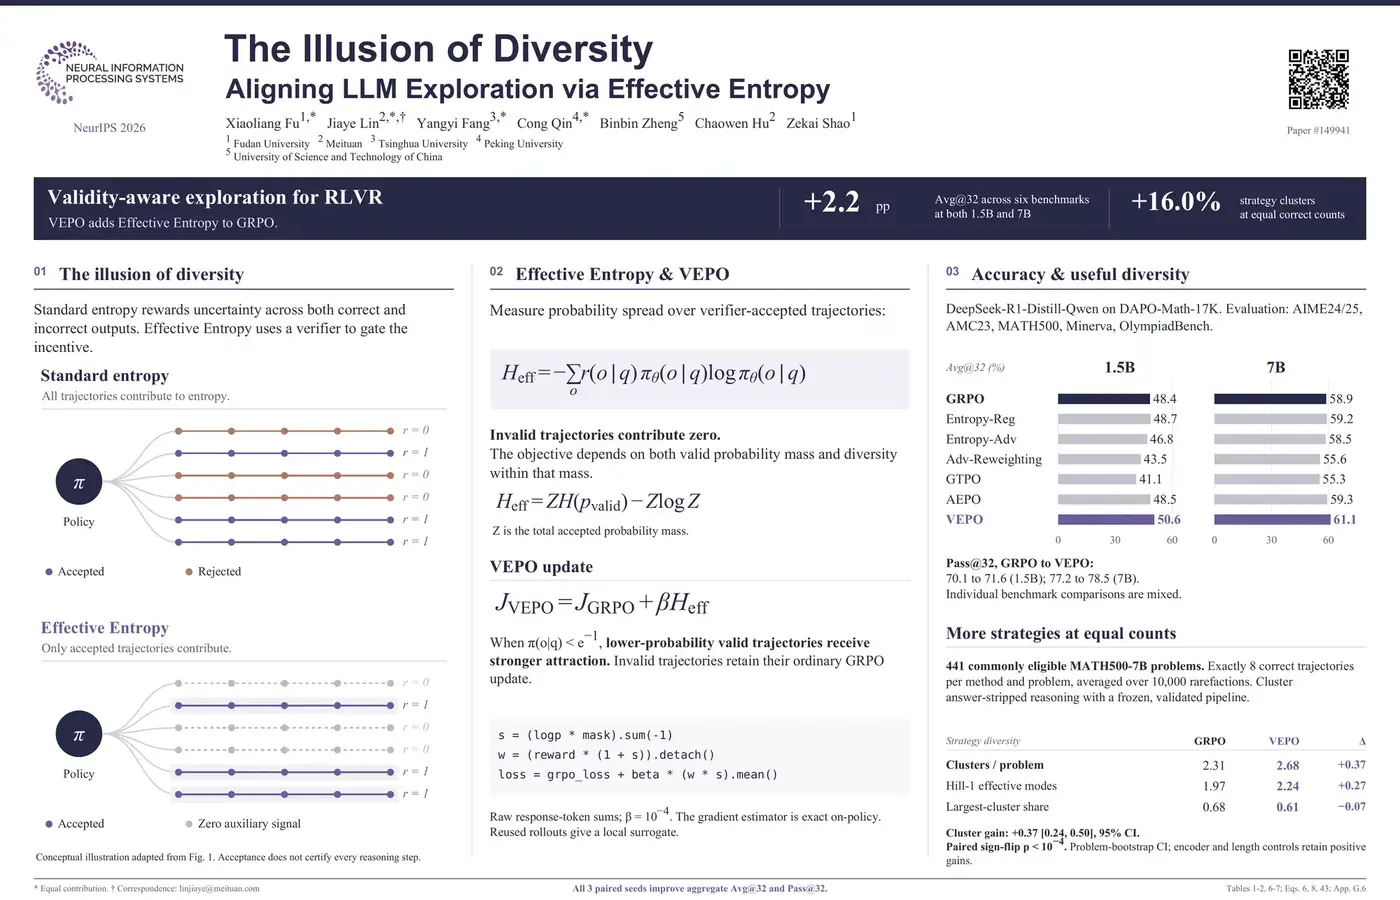 NEURAL INFORMATION
PROCESSING SYSTEMS
NeurIPS 2026
The Illusion of Diversity
Aligning LLM Exploration via Effective Entropy
Xiaoliang Fu1,* Jiaye Lin2,*,† Yangyi Fang3,* Cong Qin4,* Binbin Zheng5 Chaowen Hu2 Zekai Shao1
1 Fudan University 2 Meituan 3 Tsinghua University 4 Peking University
5 University of Science and Technology of China
Paper #149941
Validity-aware exploration for RLVR
VEPO adds Effective Entropy to GRPO.
+2.2 pp
Avg@32 across six benchmarks
at both 1.5B and 7B
+16.0%
strategy clusters
at equal correct counts
01 The illusion of diversity
Standard entropy rewards uncertainty across both correct and
incorrect outputs. Effective Entropy uses a verifier to gate the
incentive.
Standard entropy
All trajectories contribute to entropy.
r = 0
r = 1
r = 0
r = 0
r = 1
r = 1
π
Policy
Accepted
Rejected
Effective Entropy
Only accepted trajectories contribute.
r = 0
r = 1
r = 0
r = 0
r = 1
r = 1
π
Policy
Accepted
Zero auxiliary signal
Conceptual illustration adapted from Fig. 1. Acceptance does not certify every reasoning step.
02 Effective Entropy & VEPO
Measure probability spread over verifier-accepted trajectories:
Heff=−∑o r(o|q)πθ(o|q)logπθ(o|q)
Invalid trajectories contribute zero.
The objective depends on both valid probability mass and diversity
within that mass.
Heff=ZH(pvalid)−ZlogZ
Z is the total accepted probability mass.
VEPO update
JVEPO=JGRPO+βHeff
When π(o|q) < e−1, lower-probability valid trajectories receive
stronger attraction. Invalid trajectories retain their ordinary GRPO
update.
s = (logp * mask).sum(-1)
w = (reward * (1 + s)).detach()
loss = grpo_loss + beta * (w * s).mean()
Raw response-token sums; β = 10−4. The gradient estimator is exact on-policy.
Reused rollouts give a local surrogate.
03 Accuracy & useful diversity
DeepSeek-R1-Distill-Qwen on DAPO-Math-17K. Evaluation: AIME24/25,
AMC23, MATH500, Minerva, OlympiadBench.
Avg@32 (%) 1.5B 7B
GRPO 48.4 58.9
Entropy-Reg 48.7 59.2
Entropy-Adv 46.8 58.5
Adv-Reweighting 43.5 55.6
GTPO 41.1 55.3
AEPO 48.5 59.3
VEPO 50.6 61.1
0 30 60 0 30 60
Pass@32, GRPO to VEPO:
70.1 to 71.6 (1.5B); 77.2 to 78.5 (7B).
Individual benchmark comparisons are mixed.
More strategies at equal counts
441 commonly eligible MATH500-7B problems. Exactly 8 correct trajectories
per method and problem, averaged over 10,000 rarefactions. Cluster
answer-stripped reasoning with a frozen, validated pipeline.
Strategy diversity GRPO VEPO Δ
Clusters / problem 2.31 2.68 +0.37
Hill-1 effective modes 1.97 2.24 +0.27
Largest-cluster share 0.68 0.61 −0.07
Cluster gain: +0.37 [0.24, 0.50], 95% CI.
Paired sign-flip p < 10−4. Problem-bootstrap CI; encoder and length controls retain positive
gains.
* Equal contribution. † Correspondence: linjiaye@meituan.com
All 3 paired seeds improve aggregate Avg@32 and Pass@32.
Tables 1-2, 6-7; Eqs. 6, 8, 43; App. G.6